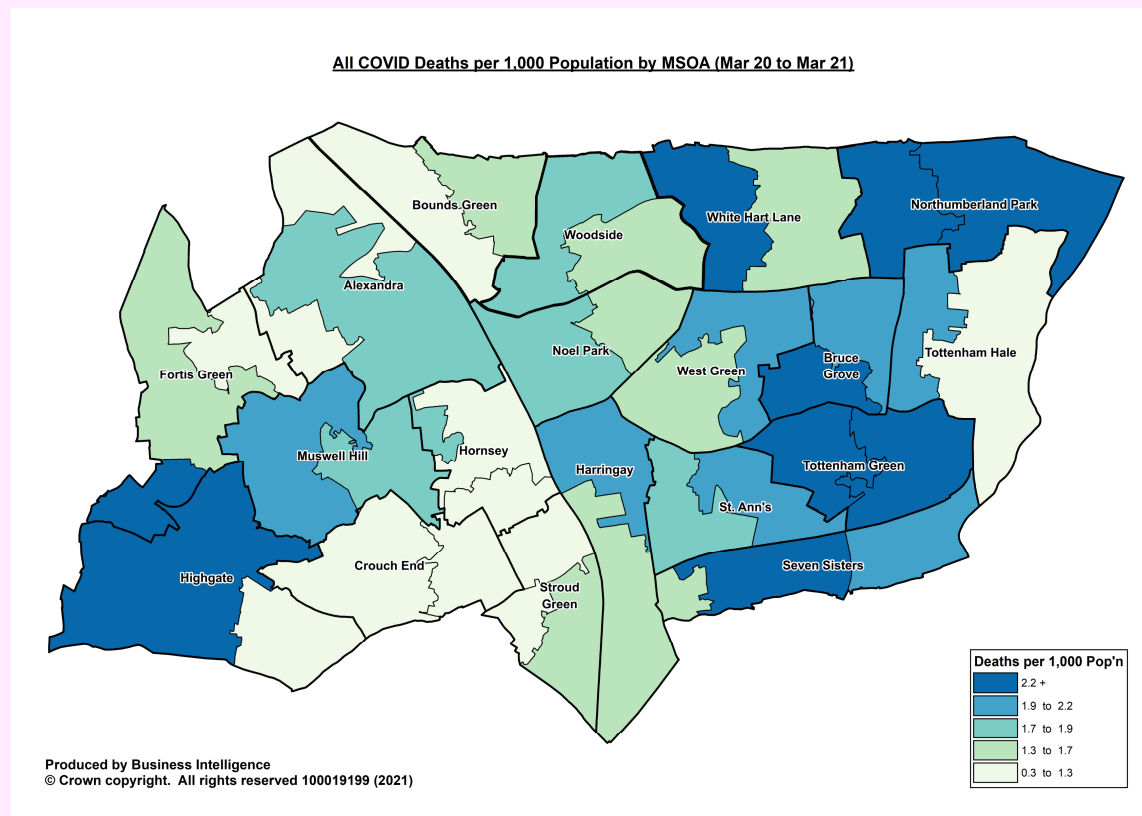 All COVID Deaths per 1,000 Population by MSOA (Mar 20 to Mar 21)
Bounds Green
Northumberland Park
White Hart Lane
Woodside
Alexandra
Noel Park
Tottenham Hale
Bruce
Grove
West Green
Fortis Green
Hornsey
Muswell Hill
Harringay
Tottenham Green
St. Ann's
Crouch End
Seven Sisters
Highgate
Stroud
Green
Deaths per 1,000 Pop'n
2.2 +
1.9 to 2.2
1.7 to 1.9
1.3 to 1.7
0.3 to 1.3
Produced by Business Intelligence
© Crown copyright. All rights reserved 100019199 (2021)